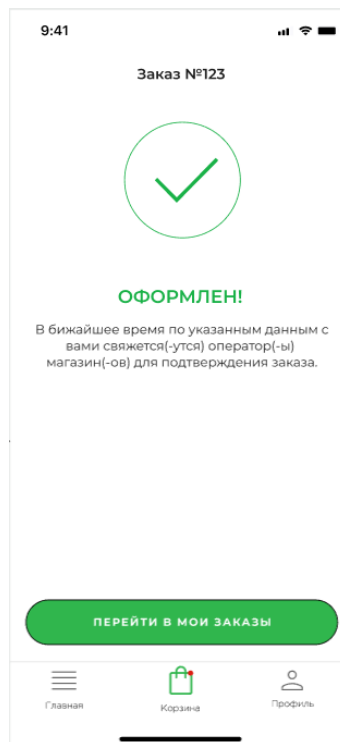 9:41
Заказ №123
ОФОРМЛЕН!
В бижайшее время по указанным данным с
вами свяжется(-утся) оператор(-ы)
магазин(-ов) для подтверждения заказа.
ПЕРЕЙТИ В МОИ ЗАКАЗЫ
Главная
Корзина
Профиль